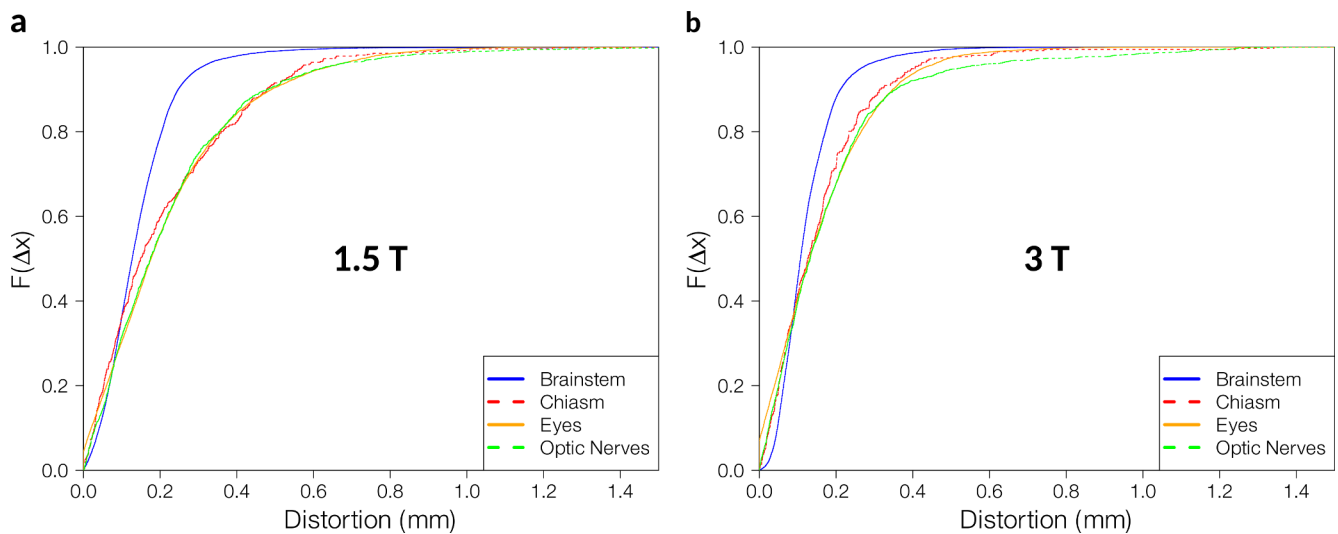 a
1.0
0.8
0.6
0.4
0.2
0.0
F(Δx)
1.5 T
Brainstem
Chiasm
Eyes
Optic Nerves
0.0 0.2 0.4 0.6 0.8 1.0 1.2 1.4
Distortion (mm)
b
1.0
0.8
0.6
0.4
0.2
0.0
F(Δx)
3 T
Brainstem
Chiasm
Eyes
Optic Nerves
0.0 0.2 0.4 0.6 0.8 1.0 1.2 1.4
Distortion (mm)